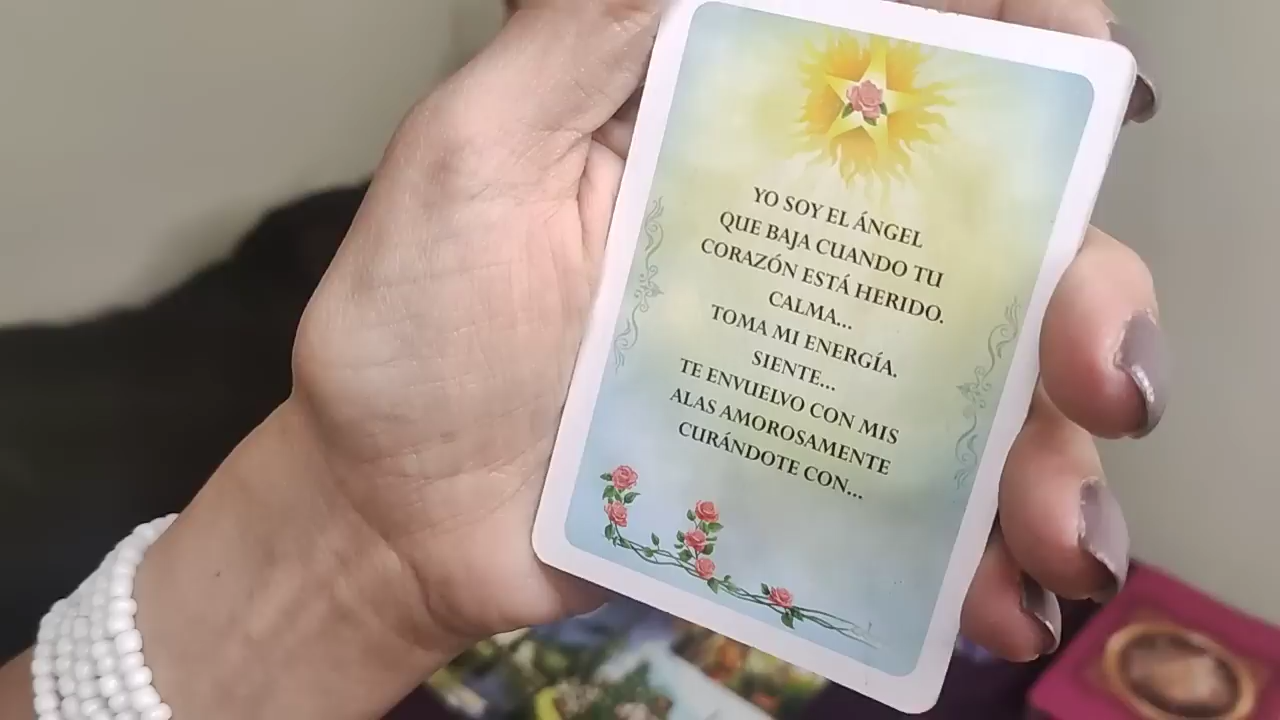 YO SOY EL ÁNGEL
QUE BAJA CUANDO TU
CORAZÓN ESTÁ HERIDO.
CALMA...
TOMA MI ENERGÍA.
SIENTE...
TE ENVUELVO CON MIS
ALAS AMOROSAMENTE
CURÁNDOTE CON...